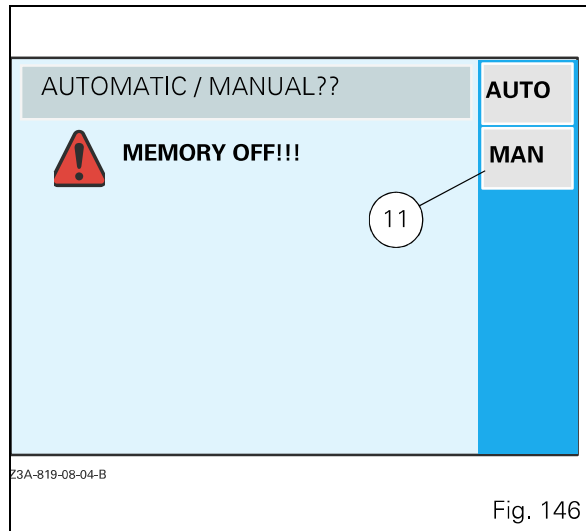 AUTOMATIC / MANUAL??
AUTO
MEMORY OFF!!!
MAN
11
Z3A-819-08-04-B
Fig. 146